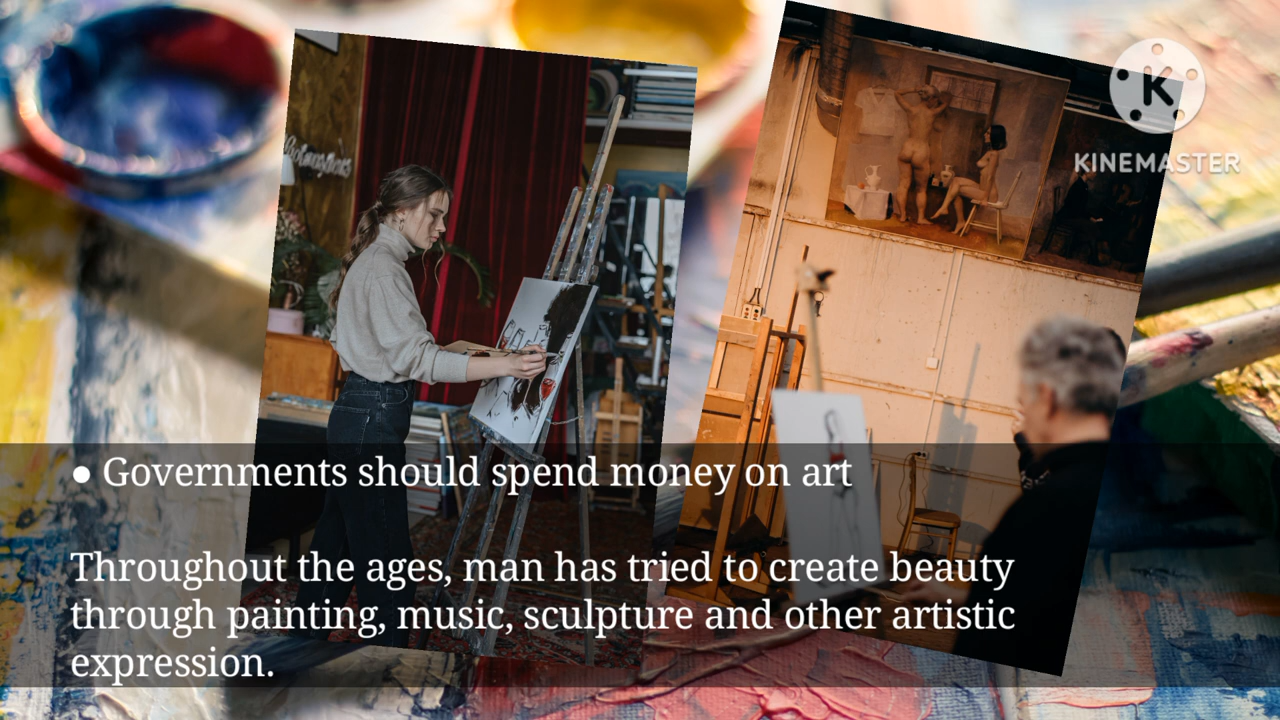 K
KINEMASTER
● Governments should spend money on art
Throughout the ages, man has tried to create beauty
through painting, music, sculpture and other artistic
expression.